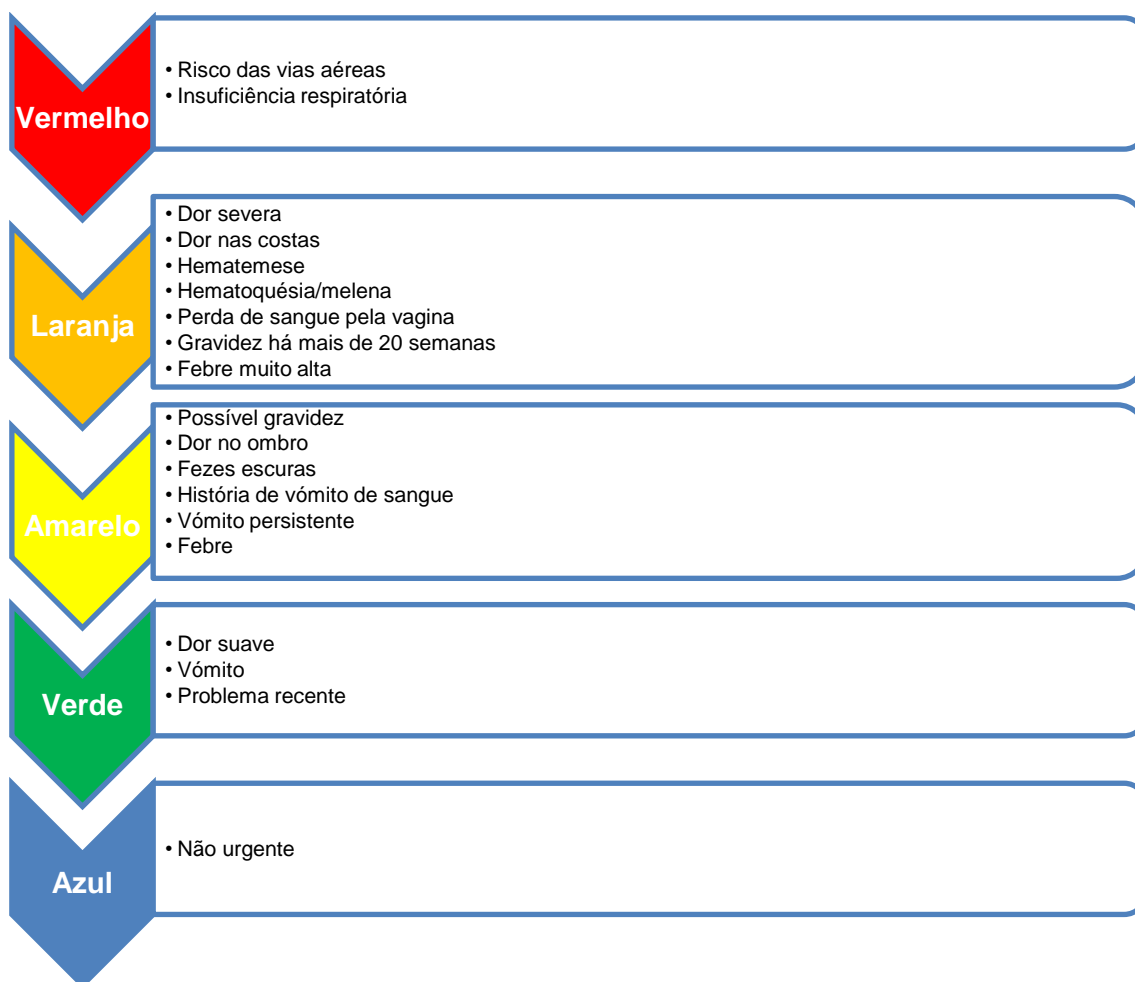 Vermelho
• Risco das vias aéreas
• Insuficiência respiratória
Laranja
• Dor severa
• Dor nas costas
• Hematemese
• Hematoquésia/melena
• Perda de sangue pela vagina
• Gravidez há mais de 20 semanas
• Febre muito alta
Amarelo
• Possível gravidez
• Dor no ombro
• Fezes escuras
• História de vómito de sangue
• Vómito persistente
• Febre
Verde
• Dor suave
• Vómito
• Problema recente
Azul
• Não urgente